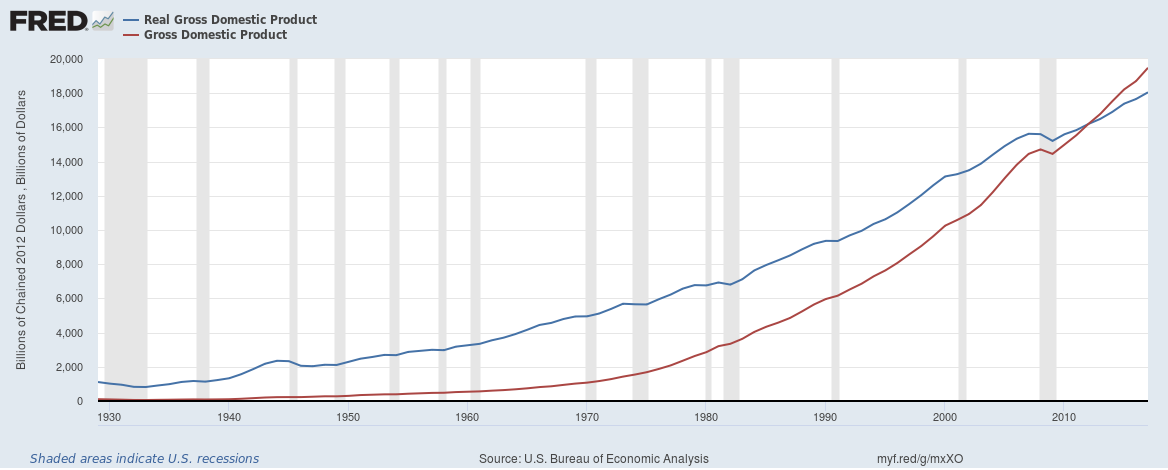 FRED
Real Gross Domestic Product
Gross Domestic Product
Billions of Chained 2012 Dollars , Billions of Dollars
20,000
18,000
16,000
14,000
12,000
10,000
8,000
6,000
4,000
2,000
0
1930 1940 1950 1960 1970 1980 1990 2000 2010
Shaded areas indicate U.S. recessions Source: U.S. Bureau of Economic Analysis myf.red/g/mxXO